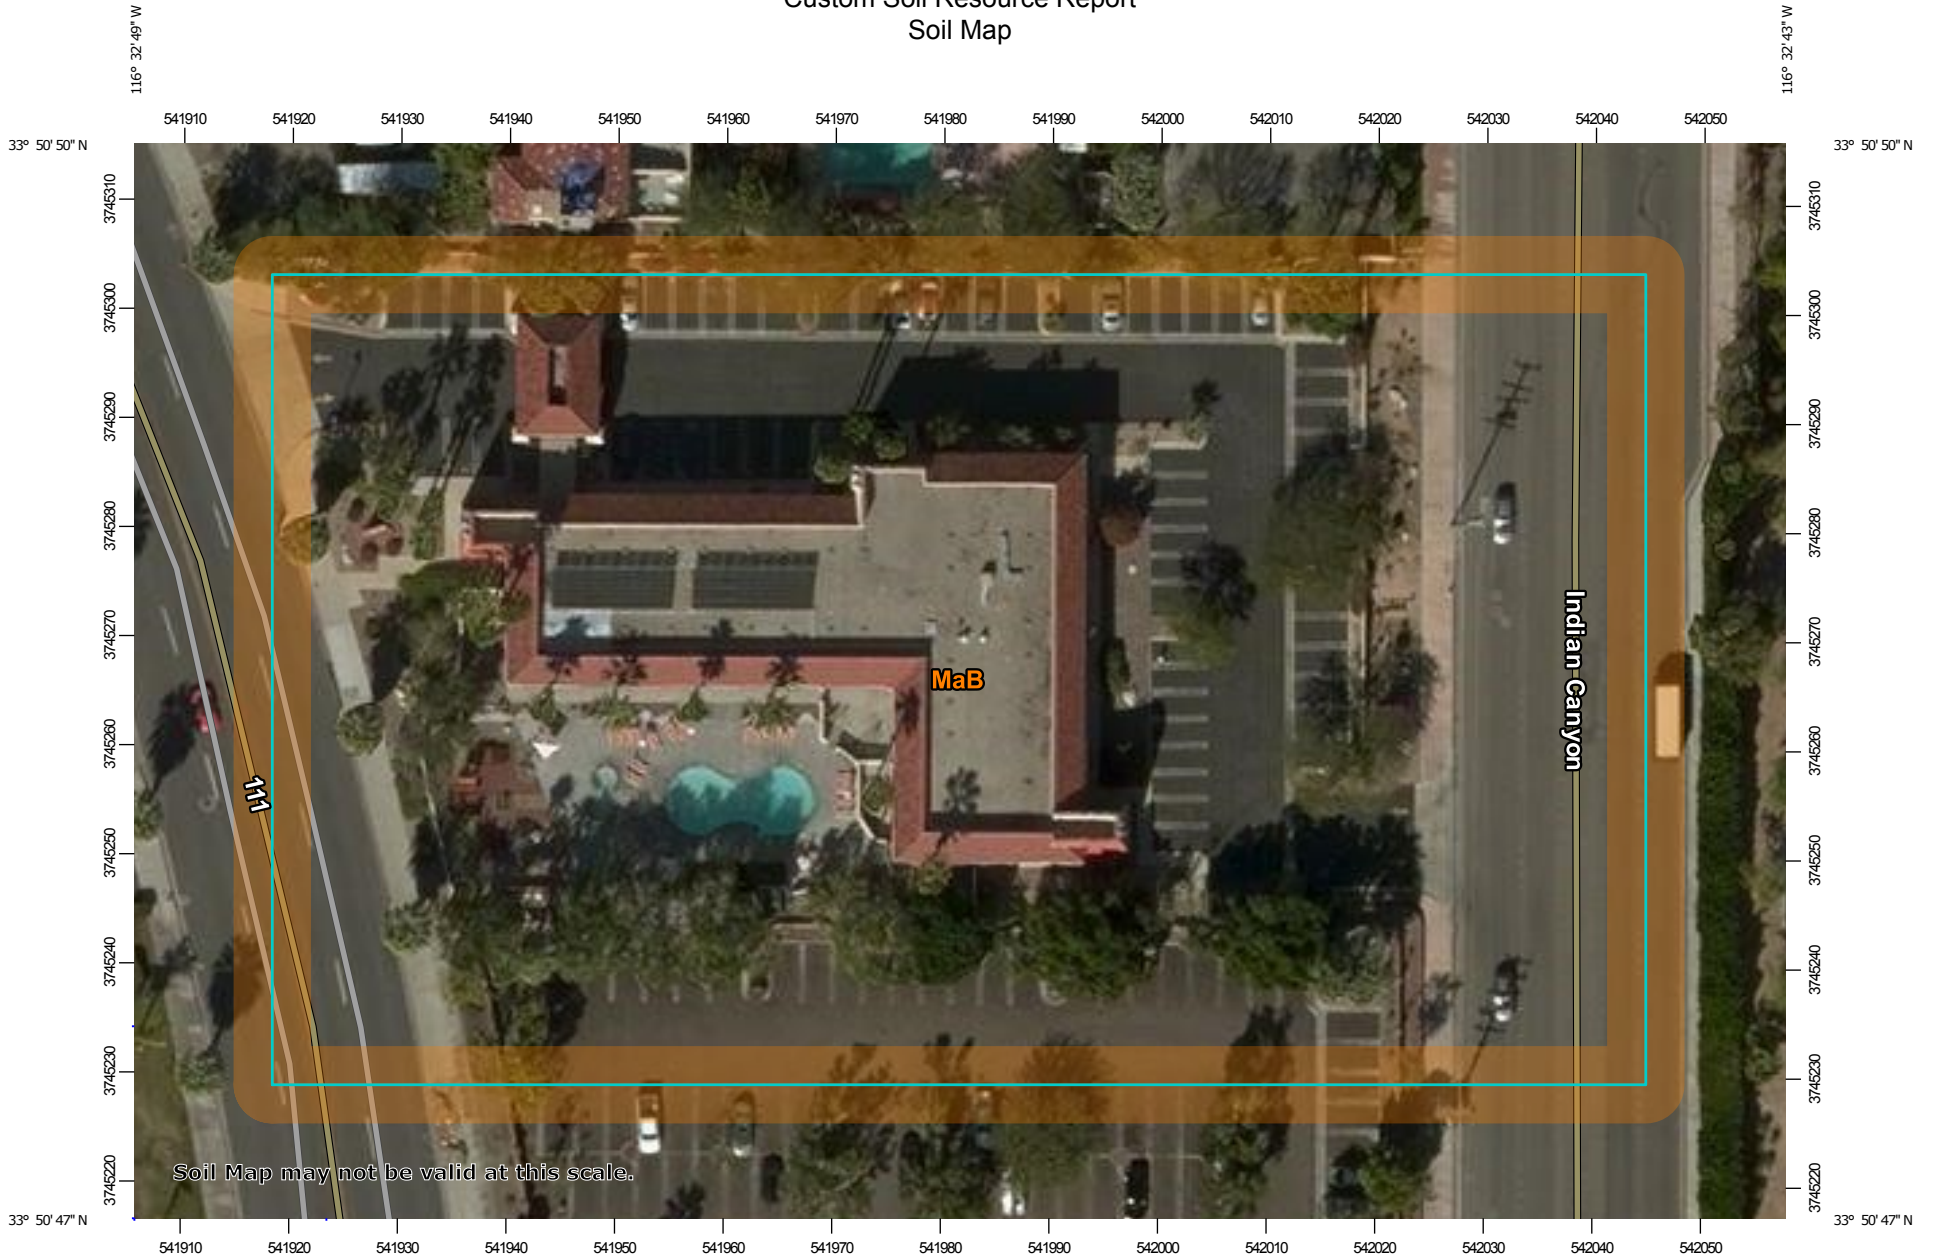 Custom Soil Resource Report
Soil Map
116° 32' 49" W
116° 32' 43" W
541910 541920 541930 541940 541950 541960 541970 541980 541990 542000 542010 542020 542030 542040 542050
33° 50' 50" N
33° 50' 50" N
3745310
3745300
3745290
3745280
3745270
3745260
3745250
3745240
3745230
3745220
3745310
3745300
3745290
3745280
3745270
3745260
3745250
3745240
3745230
3745220
MaB
Indian Canyon
111
Soil Map may not be valid at this scale.
33° 50' 47" N
33° 50' 47" N
541910 541920 541930 541940 541950 541960 541970 541980 541990 542000 542010 542020 542030 542040 542050